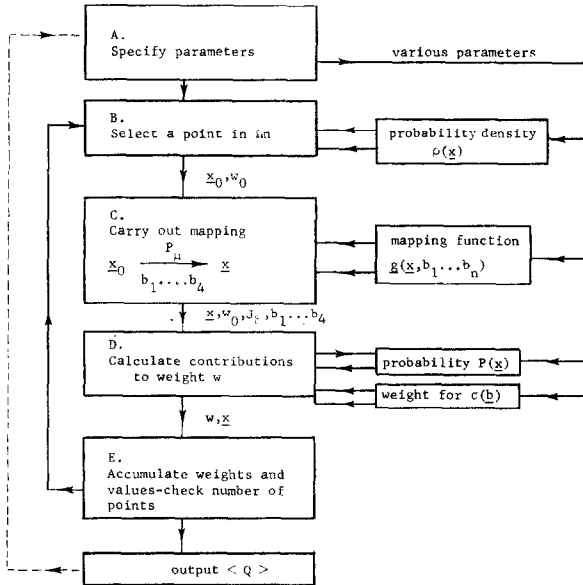 A.
Specify parameters
various parameters
B.
Select a point in
probability density
ρ(x)
x₀,w₀
C.
Carry out mapping
x₀ P_μ x
b₁....b₄
mapping function
g(x,b₁...bₙ)
x,w₀, b₁...b₄
D.
Calculate contributions
to weight w
probability P(x)
weight for c(b)
w,x
E.
Accumulate weights and
values-check number of
points
output < Q >